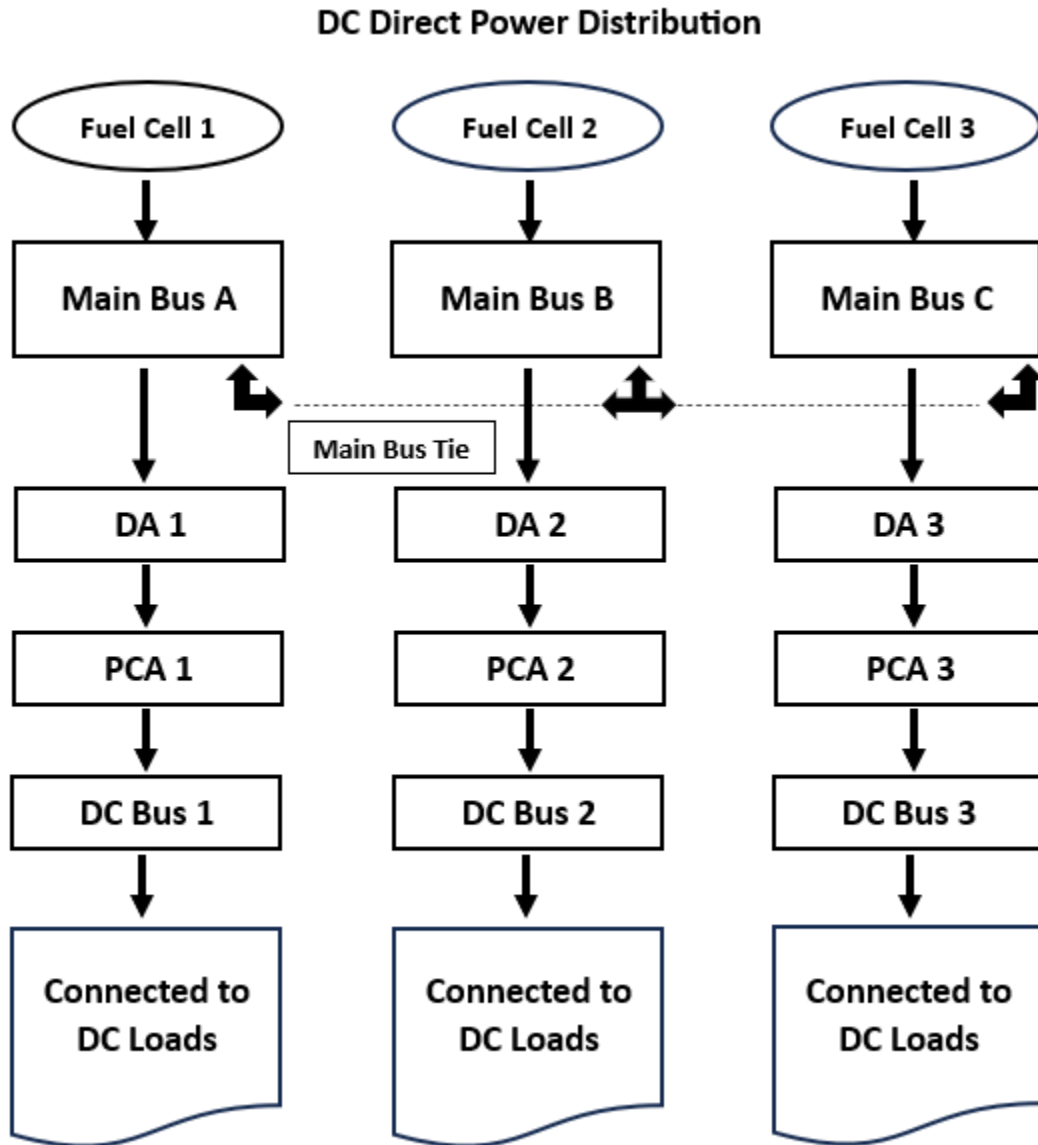 DC Direct Power Distribution
Fuel Cell 1
Fuel Cell 2
Fuel Cell 3
Main Bus A
Main Bus B
Main Bus C
Main Bus Tie
DA 1
DA 2
DA 3
PCA 1
PCA 2
PCA 3
DC Bus 1
DC Bus 2
DC Bus 3
Connected to
DC Loads
Connected to
DC Loads
Connected to
DC Loads